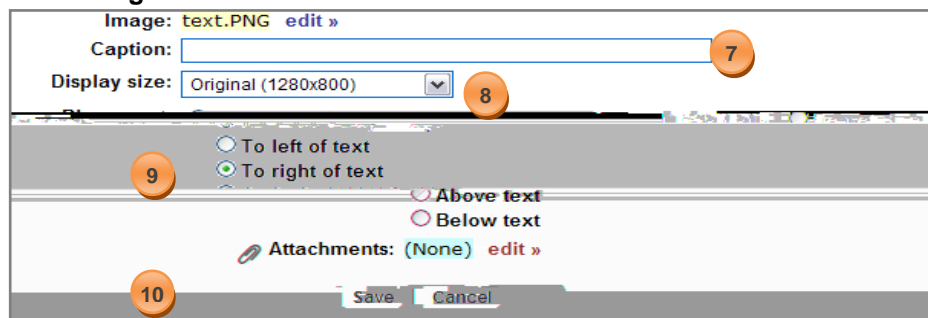 Image: text.PNG edit »
Caption: 7
Display size: Original (1280x800) 8
To left of text
9 To right of text
Above text
Below text
Attachments: (None) edit »
10 Save Cancel